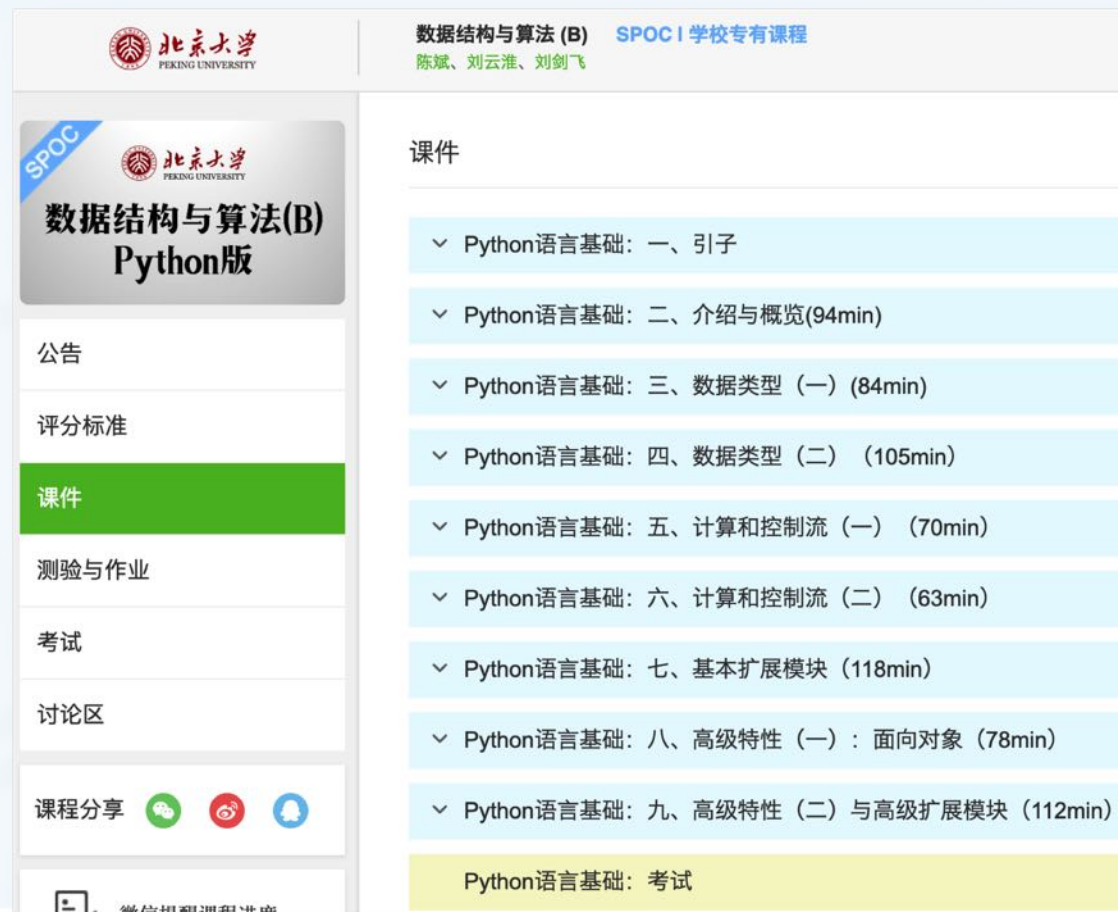 北京大学
PEKING UNIVERSITY
数据结构与算法 (B) SPOC | 学校专有课程
陈斌、刘云淮、刘剑飞
SPOC
北京大学
PEKING UNIVERSITY
数据结构与算法(B)
Python版
公告
评分标准
课件
测验与作业
考试
讨论区
课程分享
微信提醒课程进度
课件
Python语言基础：一、引子
Python语言基础：二、介绍与概览(94min)
Python语言基础：三、数据类型（一）(84min)
Python语言基础：四、数据类型（二）（105min）
Python语言基础：五、计算和控制流（一）（70min）
Python语言基础：六、计算和控制流（二）（63min）
Python语言基础：七、基本扩展模块（118min）
Python语言基础：八、高级特性（一）：面向对象（78min）
Python语言基础：九、高级特性（二）与高级扩展模块（112min）
Python语言基础：考试